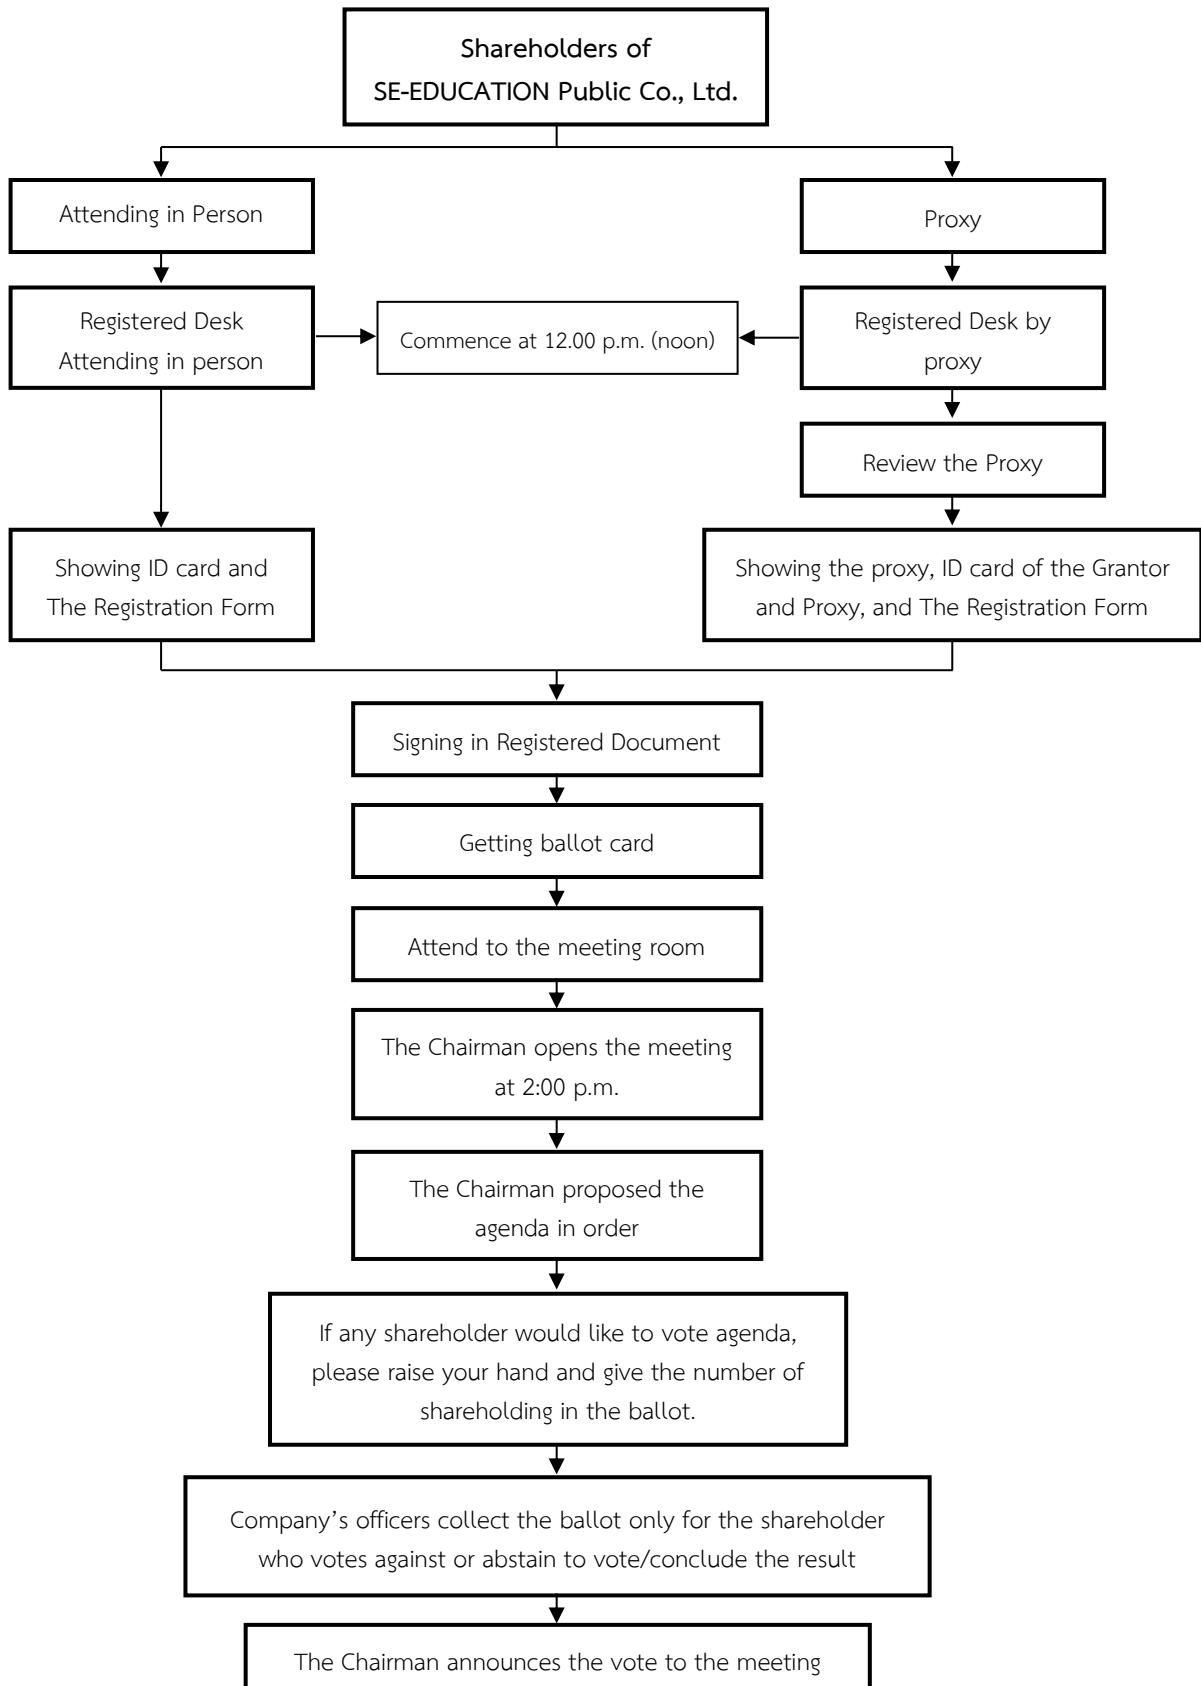 Shareholders of
SE-EDUCATION Public Co., Ltd.
Attending in Person
Proxy
Registered Desk
Attending in person
Commence at 12.00 p.m. (noon)
Registered Desk by
proxy
Review the Proxy
Showing ID card and
The Registration Form
Showing the proxy, ID card of the Grantor
and Proxy, and The Registration Form
Signing in Registered Document
Getting ballot card
Attend to the meeting room
The Chairman opens the meeting
at 2:00 p.m.
The Chairman proposed the
agenda in order
If any shareholder would like to vote agenda,
please raise your hand and give the number of
shareholding in the ballot.
Company’s officers collect the ballot only for the shareholder
who votes against or abstain to vote/conclude the result
The Chairman announces the vote to the meeting